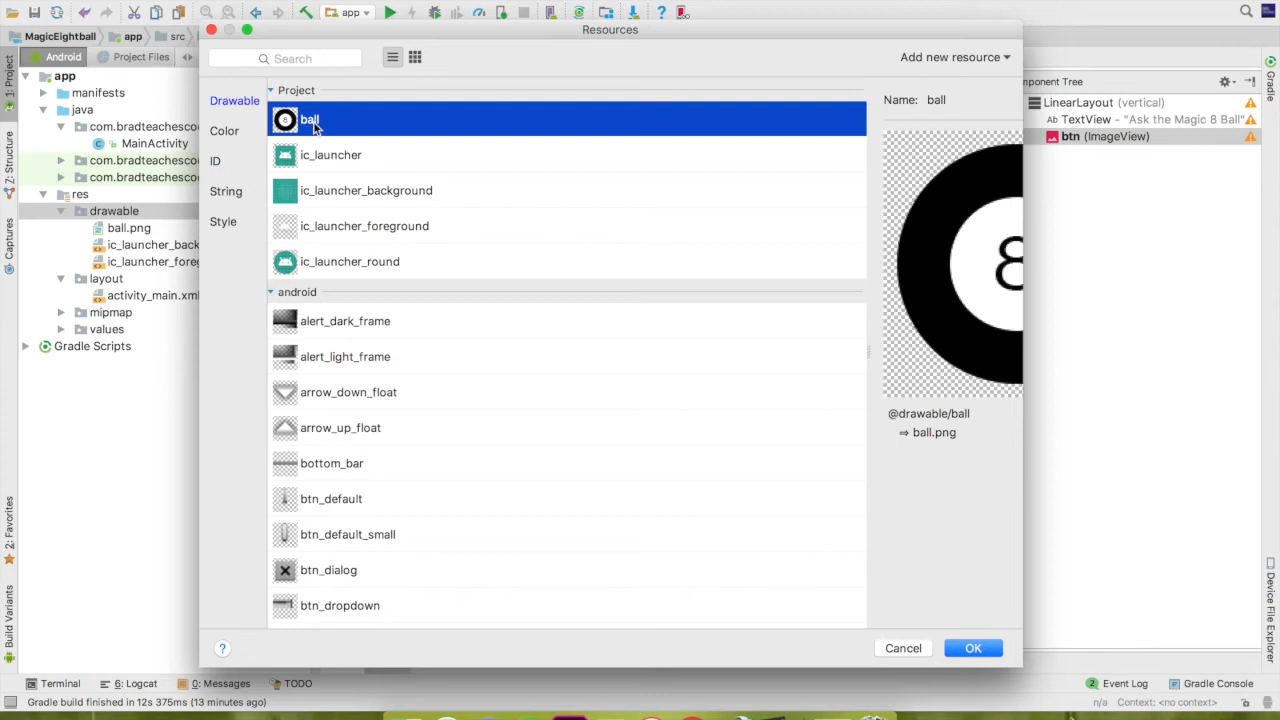 app
Resources
MagicEightball
app
src
Android
Project Files
Search
Add new resource
Component Tree
app
manifests
java
com.bradteachesco
MainActivity
com.bradteachesco
com.bradteachesco
res
drawable
ball.png
ic_launcher_back
ic_launcher_fore
layout
activity_main.xml
mipmap
values
Gradle Scripts
Drawable
Color
ID
String
Style
Project
ball
ic_launcher
ic_launcher_background
ic_launcher_foreground
ic_launcher_round
android
alert_dark_frame
alert_light_frame
arrow_down_float
arrow_up_float
bottom_bar
btn_default
btn_default_small
btn_dialog
btn_dropdown
Name: ball
8
@drawable/ball
⇒ ball.png
LinearLayout (vertical)
Ab TextView - "Ask the Magic 8 Ball"
btn (ImageView)
? Cancel OK
1: Project
7: Structure
Captures
2: Favorites
Build Variants
Gradle
Device File Explorer
Terminal
6: Logcat
0: Messages
TODO
2 Event Log
Gradle Console
Gradle build finished in 12s 375ms (13 minutes ago)
n/a Context: <no context>